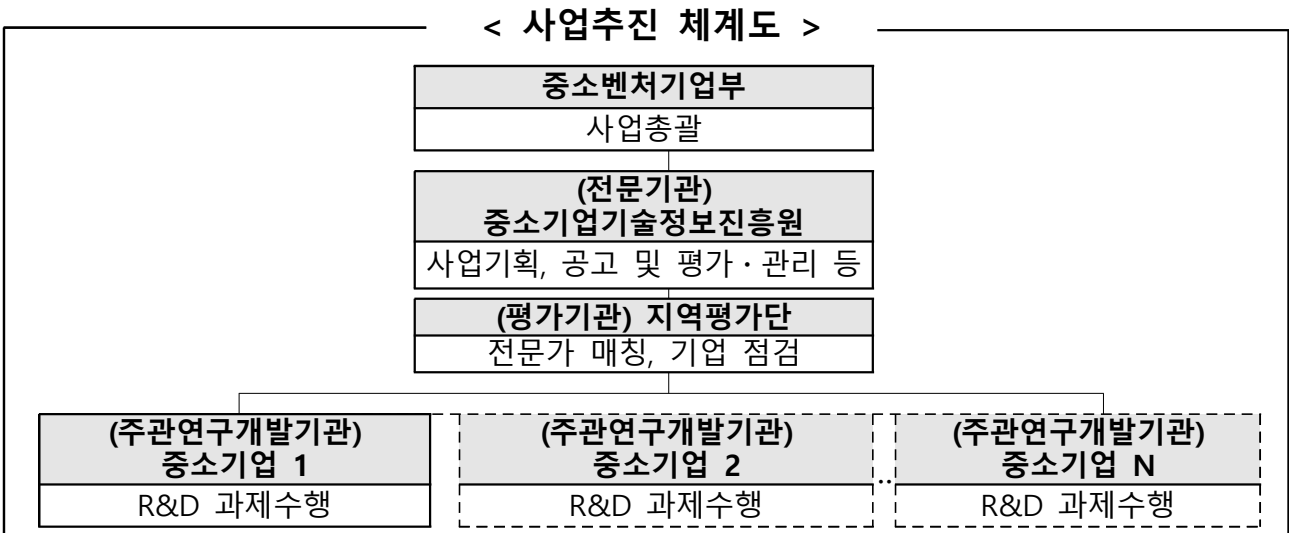 < 사업추진 체계도 >
중소벤처기업부
사업총괄
(전문기관)
중소기업기술정보진흥원
사업기획, 공고 및 평가·관리 등
(평가기관) 지역평가단
전문가 매칭, 기업 점검
(주관연구개발기관)
중소기업 1
R&D 과제수행
(주관연구개발기관)
중소기업 2
R&D 과제수행
..
(주관연구개발기관)
중소기업 N
R&D 과제수행